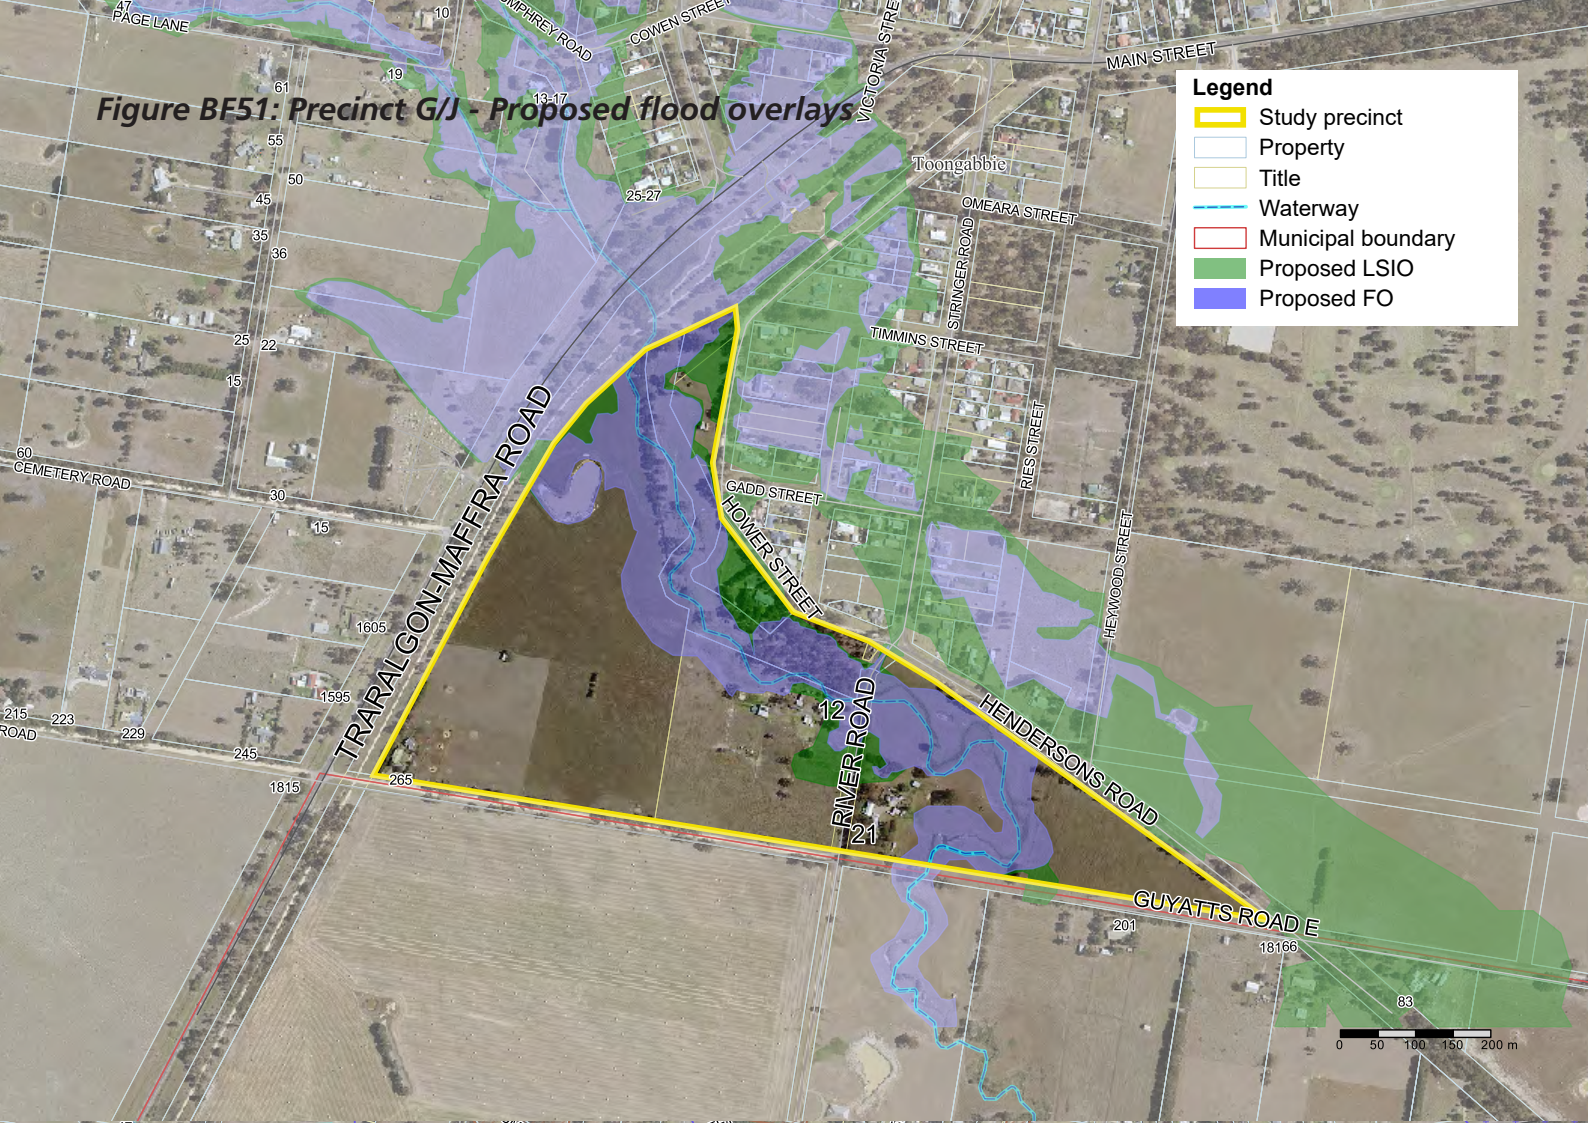 47
PAGE LANE
10
COWEN STREET
MAIN STREET
19
61
13-17
Figure BF51: Precinct G/J - Proposed flood overlays
55
50
45
35
36
25-27
Toongabbie
OMEARA STREET
STRINGER ROAD
TIMMINS STREET
25
22
15
RIES STREET
60
CEMETERY ROAD
30
15
TRARALGON-MAFFRA ROAD
GADD STREET
HOWER STREET
HEYWOOD STREET
1605
1595
215
223
229
ROAD
245
1815
265
12
RIVER ROAD
21
HENDERSONS ROAD
GUYATTS ROAD E
201
18166
83
Legend
Study precinct
Property
Title
Waterway
Municipal boundary
Proposed LSIO
Proposed FO
0 50 100 150 200 m